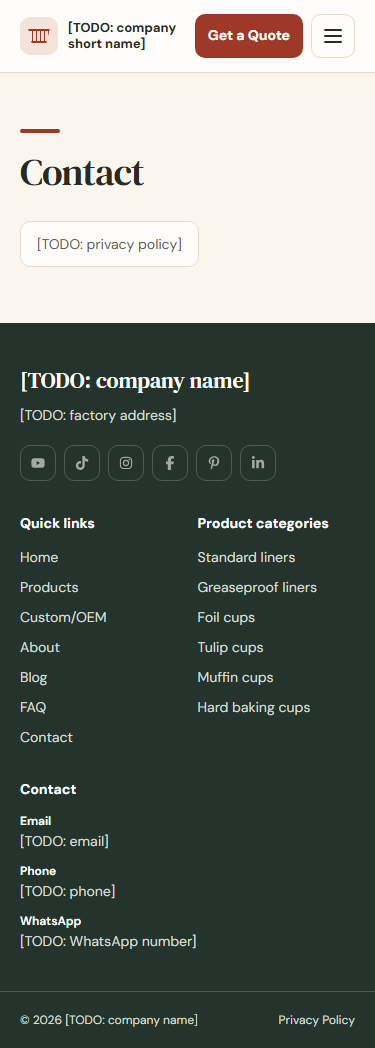 [TODO: company
short name]
Get a Quote
Contact
[TODO: privacy policy]
[TODO: company name]
[TODO: factory address]
Quick links
Home
Products
Custom/OEM
About
Blog
FAQ
Contact
Product categories
Standard liners
Greaseproof liners
Foil cups
Tulip cups
Muffin cups
Hard baking cups
Contact
Email
[TODO: email]
Phone
[TODO: phone]
WhatsApp
[TODO: WhatsApp number]
© 2026 [TODO: company name]
Privacy Policy